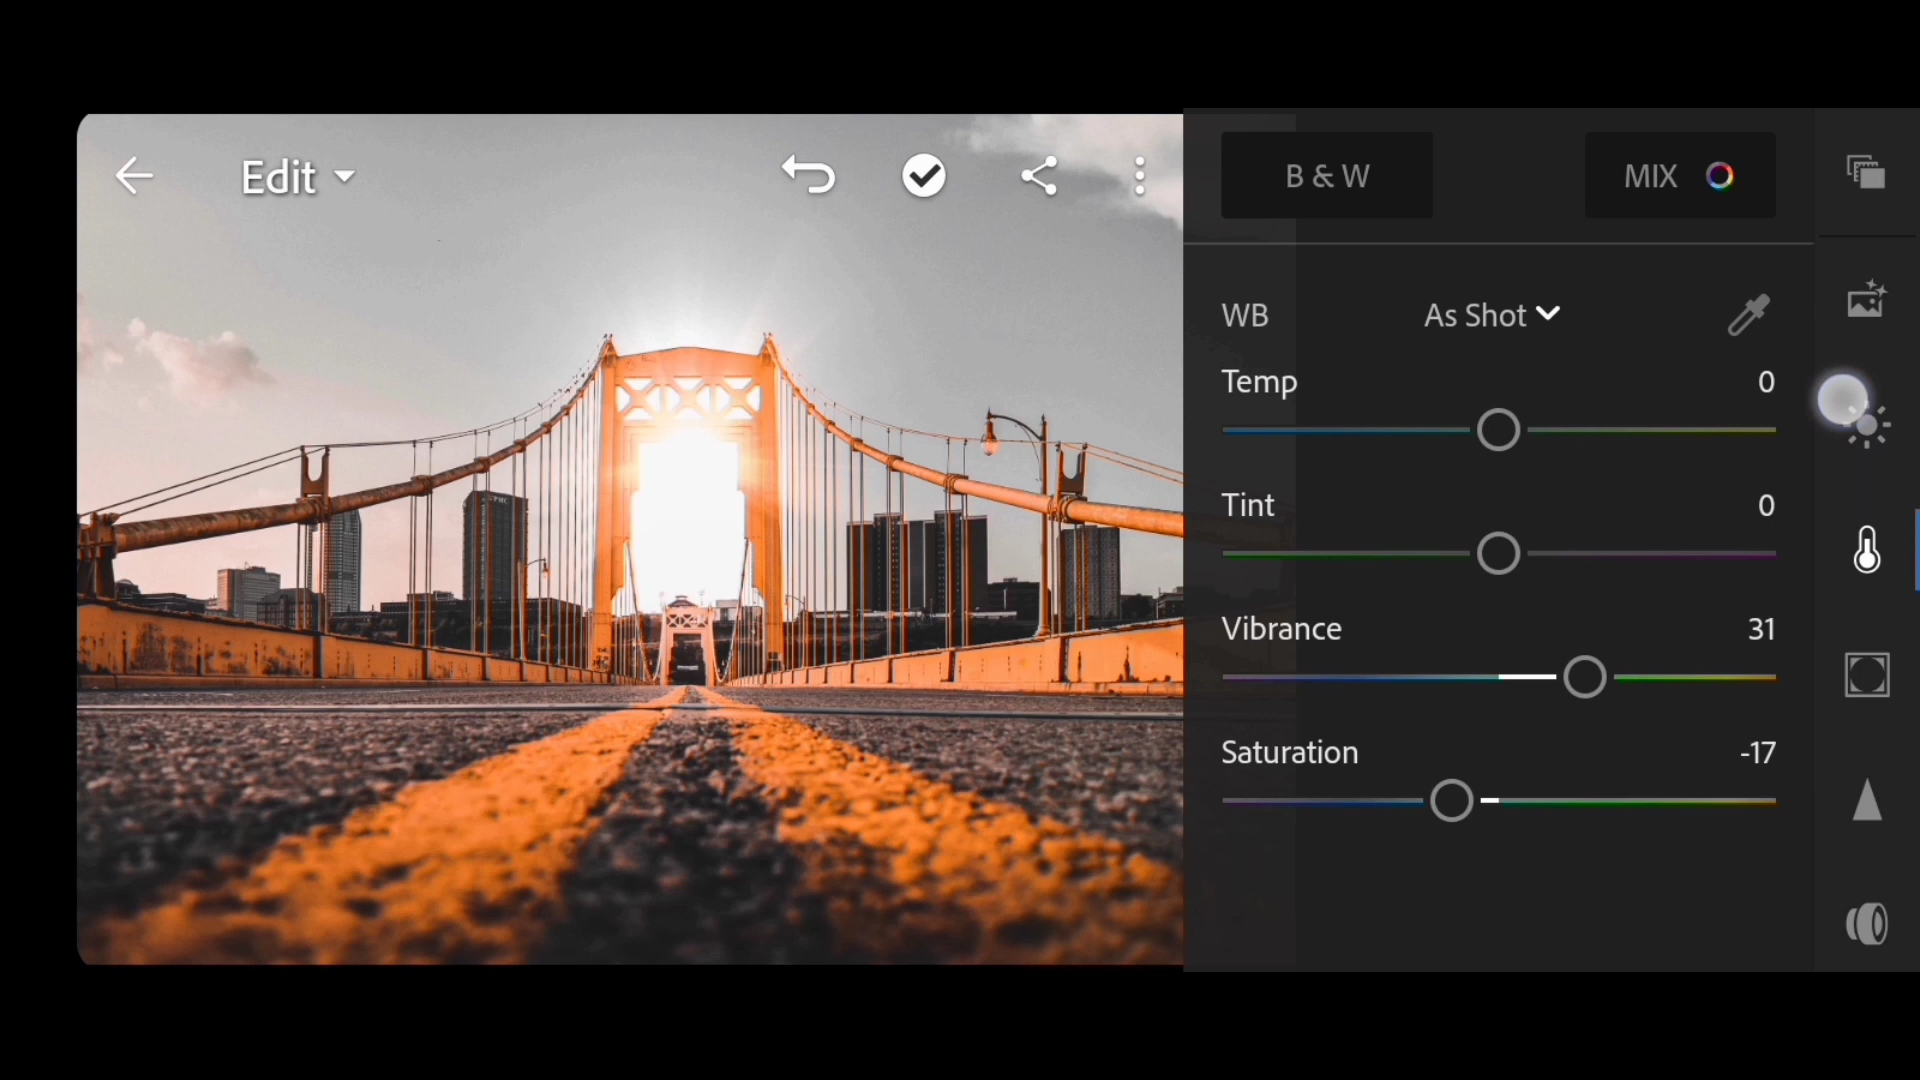 Edit
B & W
MIX
WB
As Shot
Temp
0
Tint
0
Vibrance
31
Saturation
-17